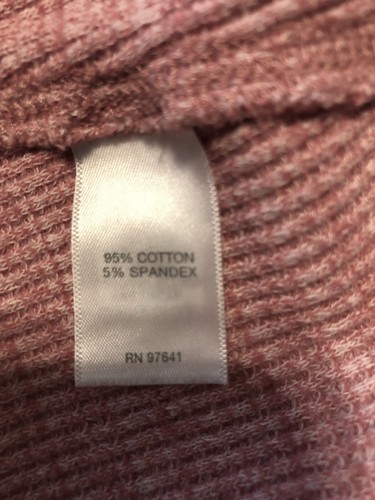 95% COTTON
5% SPANDEX
RN 97641